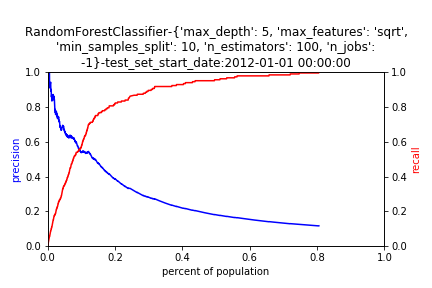 RandomForestClassifier-{'max_depth': 5, 'max_features': 'sqrt',
'min_samples_split': 10, 'n_estimators': 100, 'n_jobs':
-1}-test_set_start_date:2012-01-01 00:00:00
1.0 1.0
0.8 0.8
0.6 0.6
precision recall
0.4 0.4
0.2 0.2
0.0 0.0
0.0 0.2 0.4 0.6 0.8 1.0
percent of population